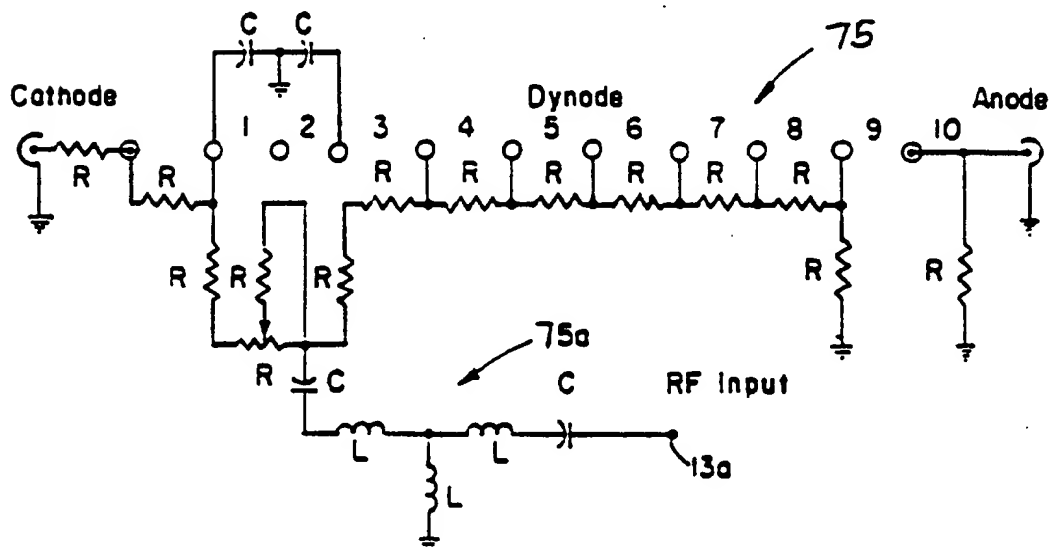 C C
75
Cathode Dynode Anode
1 2 3 4 5 6 7 8 9 10
R R R R R R R R
R R R R R
R C
75a
C RF Input
L L 13a
L